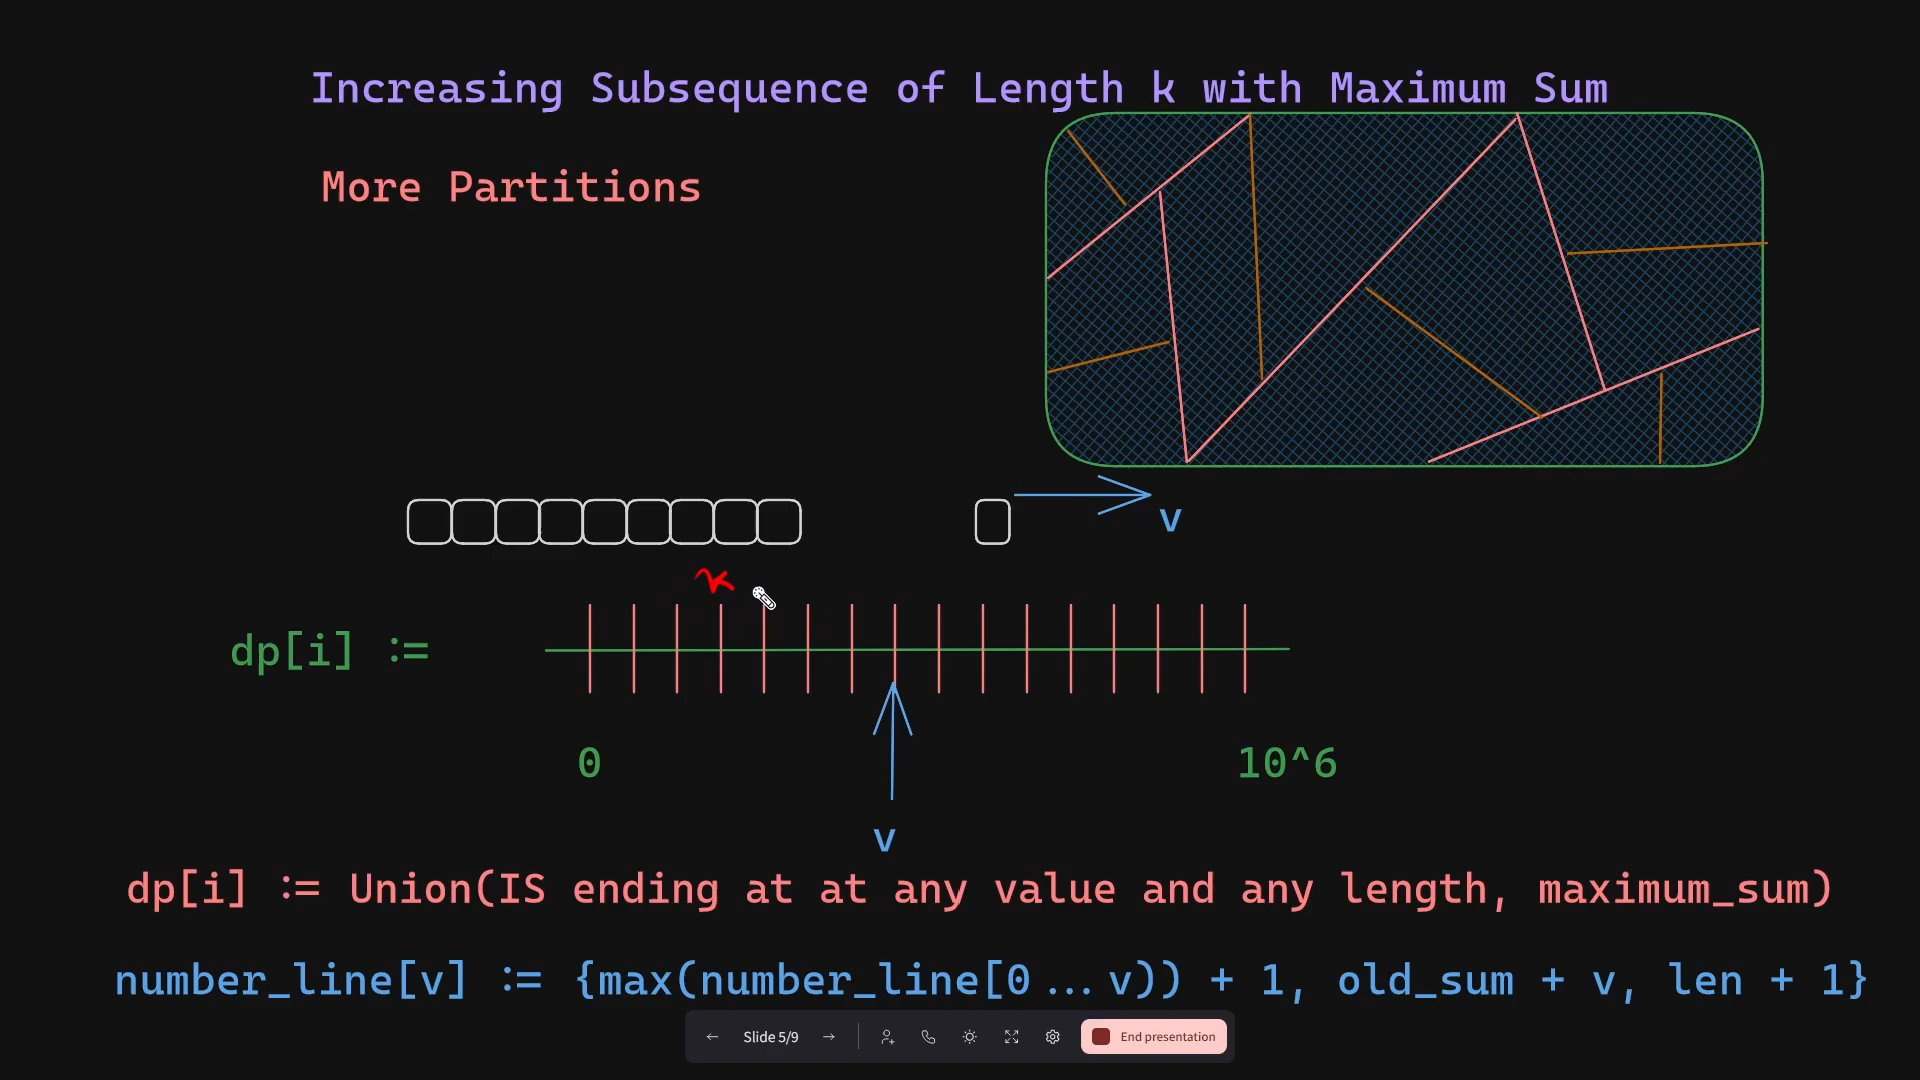 Increasing Subsequence of Length k with Maximum Sum
More Partitions
v
dp[i] :=
0
10^6
v
dp[i] := Union(IS ending at at any value and any length, maximum_sum)
number_line[v] := {max(number_line[0 ... v)) + 1, old_sum + v, len + 1}
Slide 5/9
End presentation